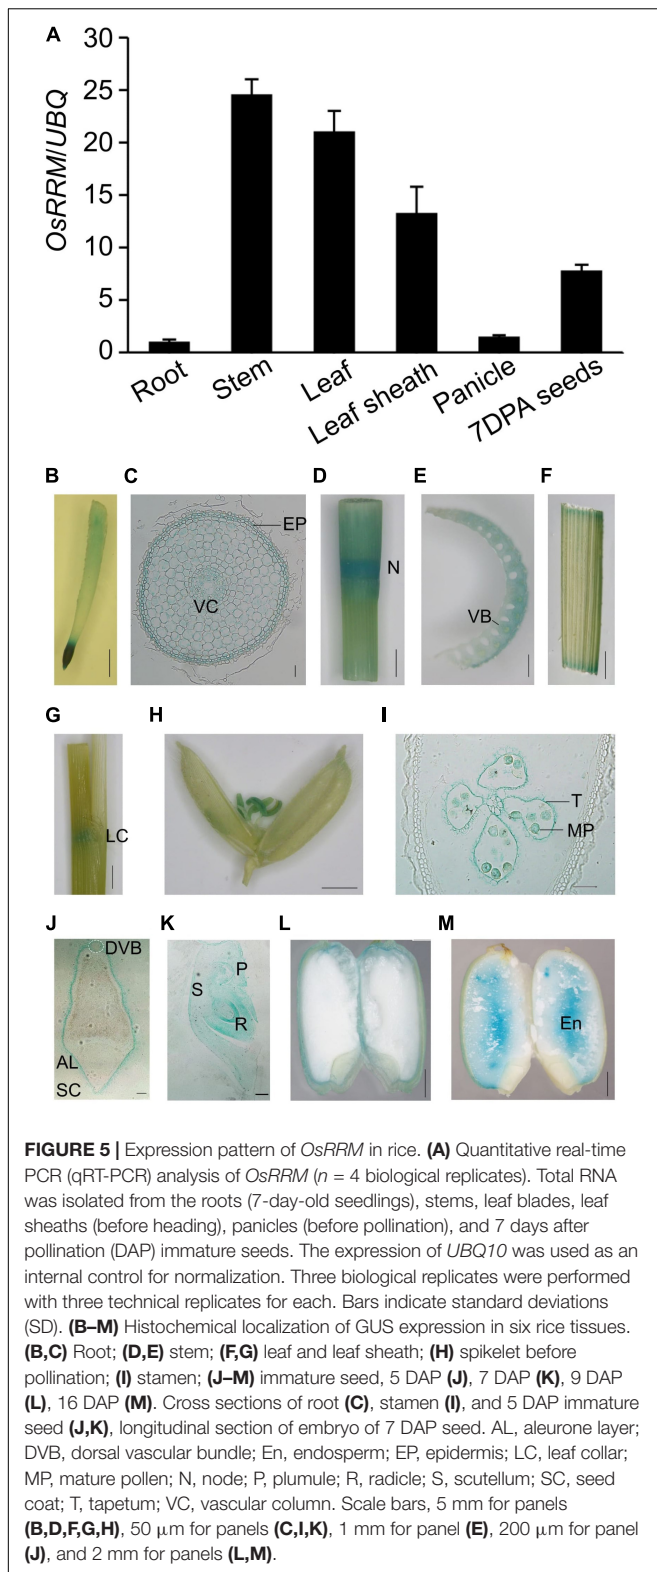 A
30
25
20
15
10
5
0
OsRRM/UBQ
Root
Stem
Leaf
Leaf sheath
Panicle
7DPA seeds
B
C
D
E
F
EP
VC
N
VB
G
H
I
LC
T
MP
J
K
L
M
DVB
AL
SC
S
P
R
En
FIGURE 5 | Expression pattern of OsRRM in rice. (A) Quantitative real-time
PCR (qRT-PCR) analysis of OsRRM (n = 4 biological replicates). Total RNA
was isolated from the roots (7-day-old seedlings), stems, leaf blades, leaf
sheaths (before heading), panicles (before pollination), and 7 days after
pollination (DAP) immature seeds. The expression of UBQ10 was used as an
internal control for normalization. Three biological replicates were performed
with three technical replicates for each. Bars indicate standard deviations
(SD). (B–M) Histochemical localization of GUS expression in six rice tissues.
(B,C) Root; (D,E) stem; (F,G) leaf and leaf sheath; (H) spikelet before
pollination; (I) stamen; (J–M) immature seed, 5 DAP (J), 7 DAP (K), 9 DAP
(L), 16 DAP (M). Cross sections of root (C), stamen (I), and 5 DAP immature
seed (J,K), longitudinal section of embryo of 7 DAP seed. AL, aleurone layer;
DVB, dorsal vascular bundle; En, endosperm; EP, epidermis; LC, leaf collar;
MP, mature pollen; N, node; P, plumule; R, radicle; S, scutellum; SC, seed
coat; T, tapetum; VC, vascular column. Scale bars, 5 mm for panels
(B,D,F,G,H), 50 μm for panels (C,I,K), 1 mm for panel (E), 200 μm for panel
(J), and 2 mm for panels (L,M).